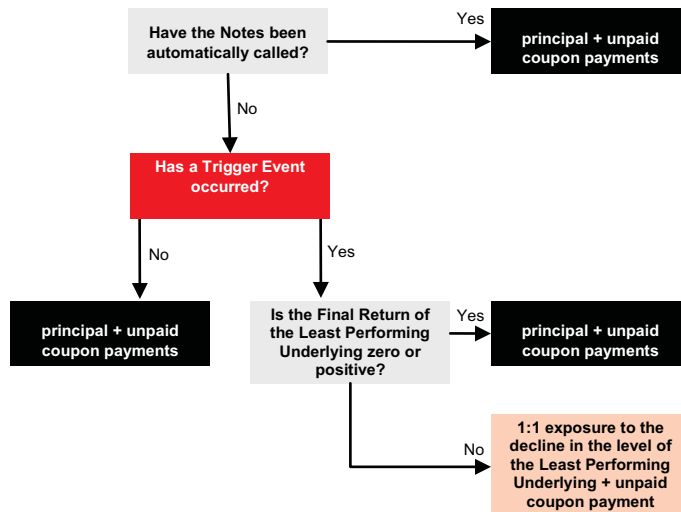 Have the Notes been
automatically called?
Yes
principal + unpaid
coupon payments
No
Has a Trigger Event
occurred?
No
Yes
principal + unpaid
coupon payments
Is the Final Return of
the Least Performing
Underlying zero or
positive?
Yes
principal + unpaid
coupon payments
No
1:1 exposure to the
decline in the level of
the Least Performing
Underlying + unpaid
coupon payment